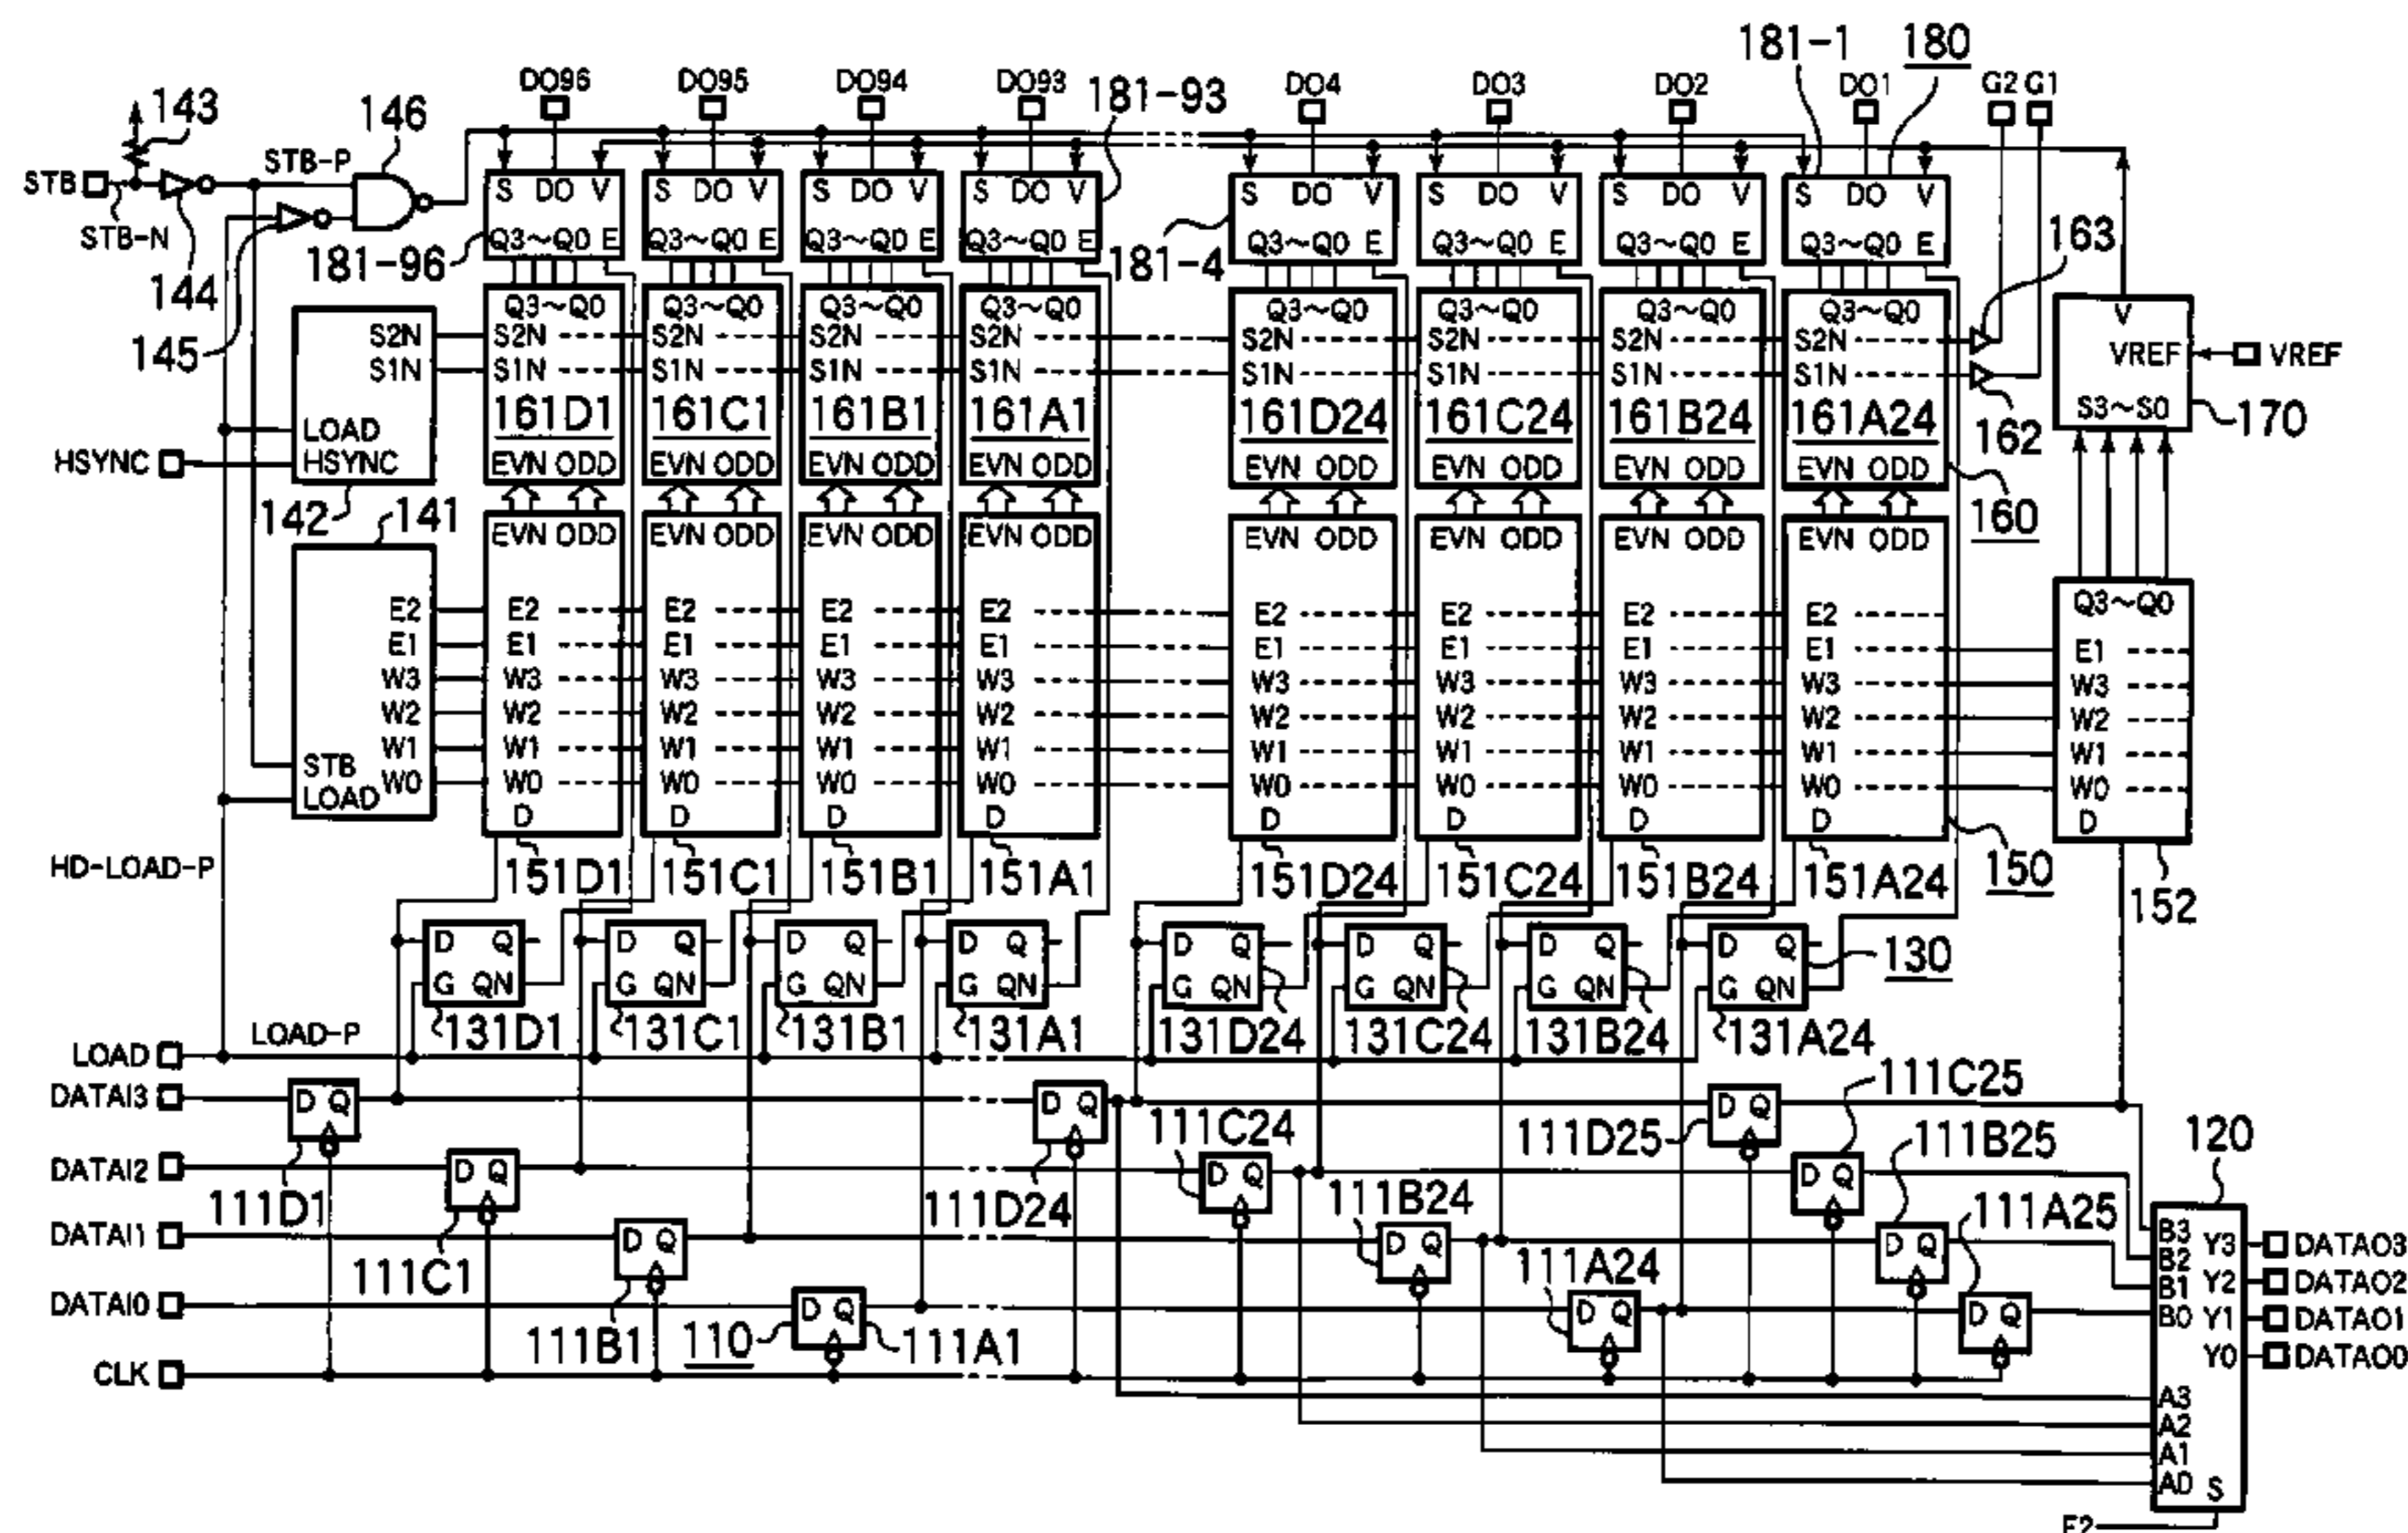 181-1 180
DO96 DO95 DO94 DO93 181-93 DO4 DO3 DO2 DO1 G2 G1
143 146
STB STB-P
STB-N
S DO V S DO V S DO V S DO V S DO V S DO V S DO V S DO V
Q3~Q0 E Q3~Q0 E Q3~Q0 E Q3~Q0 E Q3~Q0 E Q3~Q0 E Q3~Q0 E Q3~Q0 E
144 181-96 181-4 163
145
Q3~Q0 Q3~Q0 Q3~Q0 Q3~Q0 Q3~Q0 Q3~Q0 Q3~Q0 Q3~Q0 V
S2N S2N S2N S2N S2N S2N S2N S2N S2N VREF VREF
S1N S1N S1N S1N S1N S1N S1N S1N S1N
161D1 161C1 161B1 161A1 161D24 161C24 161B24 161A24 162 S3~S0 170
LOAD
HSYNC HSYNC EVN ODD EVN ODD EVN ODD EVN ODD EVN ODD EVN ODD EVN ODD EVN ODD
142 141 160
EVN ODD EVN ODD EVN ODD EVN ODD EVN ODD EVN ODD EVN ODD EVN ODD
Q3~Q0
E2 E2 E2 E2 E2 E2 E2 E2 E2
E1 E1 E1 E1 E1 E1 E1 E1 E1 E1
W3 W3 W3 W3 W3 W3 W3 W3 W3 W3
W2 W2 W2 W2 W2 W2 W2 W2 W2 W2
W1 W1 W1 W1 W1 W1 W1 W1 W1 W1
STB
LOAD W0 W0 W0 W0 W0 W0 W0 W0 W0 W0
D D D D D D D D D
HD-LOAD-P
151D1 151C1 151B1 151A1 151D24 151C24 151B24 151A24 150 152
D Q D Q D Q D Q D Q D Q D Q D Q 130
G QN G QN G QN G QN G QN G QN G QN G QN
LOAD LOAD-P 131D1 131C1 131B1 131A1 131D24 131C24 131B24 131A24
DATAI3 D Q D Q 111C24 111D25 D Q 111C25 111B25 120
DATAI2 111D1 D Q 111D24 D Q 111B24 D Q 111A25
DATAI1 111C1 D Q D Q 111A24 D Q B3 Y3 DATAO3
B2 Y2 DATAO2
B1
DATAI0 111B1 110 D Q 111A1 D Q D Q B0 Y1 DATAO1
CLK Y0 DATAO0
A3
A2
A1
A0 S
E2